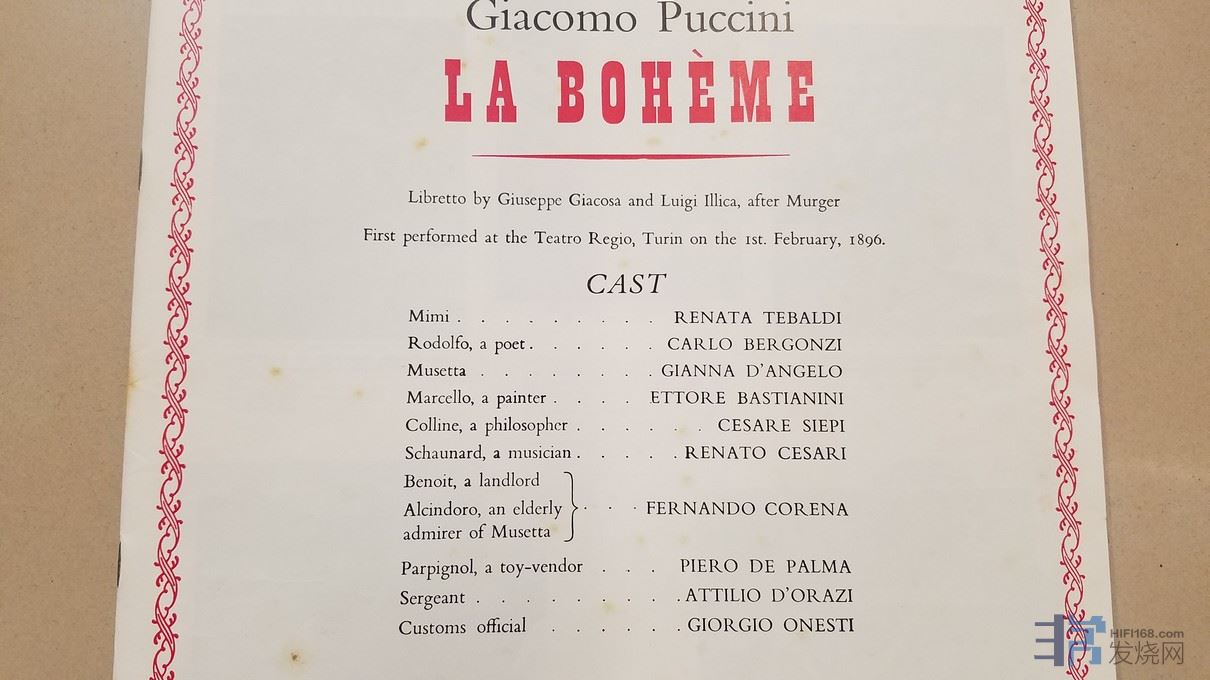 Giacomo Puccini
LA BOHÈME
Libretto by Giuseppe Giacosa and Luigi Illica, after Murger
First performed at the Teatro Regio, Turin on the 1st. February, 1896.
CAST
Mimi . . . . . . . . . RENATA TEBALDI
Rodolfo, a poet . . . . . . CARLO BERGONZI
Musetta . . . . . . . . GIANNA D'ANGELO
Marcello, a painter . . . . ETTORE BASTIANINI
Colline, a philosopher . . . . . . CESARE SIEPI
Schaunard, a musician . . . . . RENATO CESARI
Benoit, a landlord
Alcindoro, an elderly . . . FERNANDO CORENA
admirer of Musetta
Parpignol, a toy-vendor . . . PIERO DE PALMA
Sergeant . . . . . . . . . ATTILIO D'ORAZI
Customs official . . . . . . GIORGIO ONESTI
HIFI168.com
发烧网